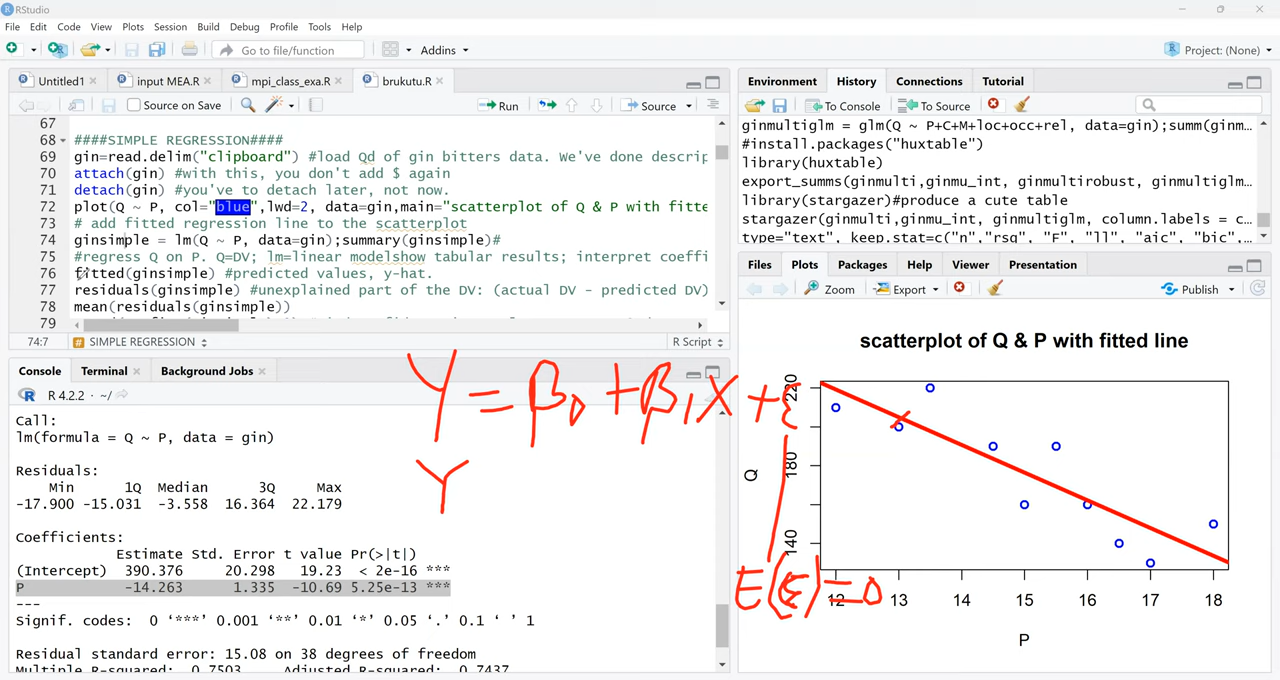 RStudio
File Edit Code View Plots Session Build Debug Profile Tools Help
Go to file/function
Addins
Project: (None)
Untitled1
input MEA.R
mpi_class_exa.R
brukutu.R
Source on Save
Run
Source
67
68 ####SIMPLE REGRESSION####
69 gin=read.delim("clipboard") #load Qd of gin bitters data. We've done descrip
70 attach(gin) #with this, you don't add $ again
71 detach(gin) #you've to detach later, not now.
72 plot(Q ~ P, col="blue",lwd=2, data=gin,main="scatterplot of Q & P with fitte
73 # add fitted regression line to the scatterplot
74 ginsimple = lm(Q ~ P, data=gin);summary(ginsimple)#
75 #regress Q on P. Q=DV; lm=linear modelshow tabular results; interpret coeffi
76 fitted(ginsimple) #predicted values, y-hat.
77 residuals(ginsimple) #unexplained part of the DV: (actual DV - predicted DV)
78 mean(residuals(ginsimple))
79
74:7
SIMPLE REGRESSION
R Script
Console Terminal Background Jobs
R 4.2.2 · ~/
Call:
lm(formula = Q ~ P, data = gin)
Residuals:
Min 1Q Median 3Q Max
-17.900 -15.031 -3.558 16.364 22.179
Coefficients:
Estimate Std. Error t value Pr(>|t|)
(Intercept) 390.376 20.298 19.23 < 2e-16 ***
P -14.263 1.335 -10.69 5.25e-13 ***
---
Signif. codes: 0 ‘***’ 0.001 ‘**’ 0.01 ‘*’ 0.05 ‘.’ 0.1 ‘ ’ 1
Residual standard error: 15.08 on 38 degrees of freedom
Multiple R-squared: 0.7503 Adjusted R-squared: 0.7437
Y = β0 + β1X + ε
Y
E(ε) = 0
Environment History Connections Tutorial
To Console
To Source
ginmultiglm = glm(Q ~ P+C+M+loc+occ+rel, data=gin);summ(ginm…
#install.packages("huxtable")
library(huxtable)
export_summs(ginmulti,ginmu_int, ginmultirobust, ginmultiglm…
library(stargazer)#produce a cute table
stargazer(ginmulti,ginmu_int, ginmultiglm, column.labels = c…
type="text", keep.stat=c("n","rsq", "F", "ll", "aic", "bic",…
Files Plots Packages Help Viewer Presentation
Zoom
Export
Publish
scatterplot of Q & P with fitted line
Q
220
180
140
12 13 14 15 16 17 18
P